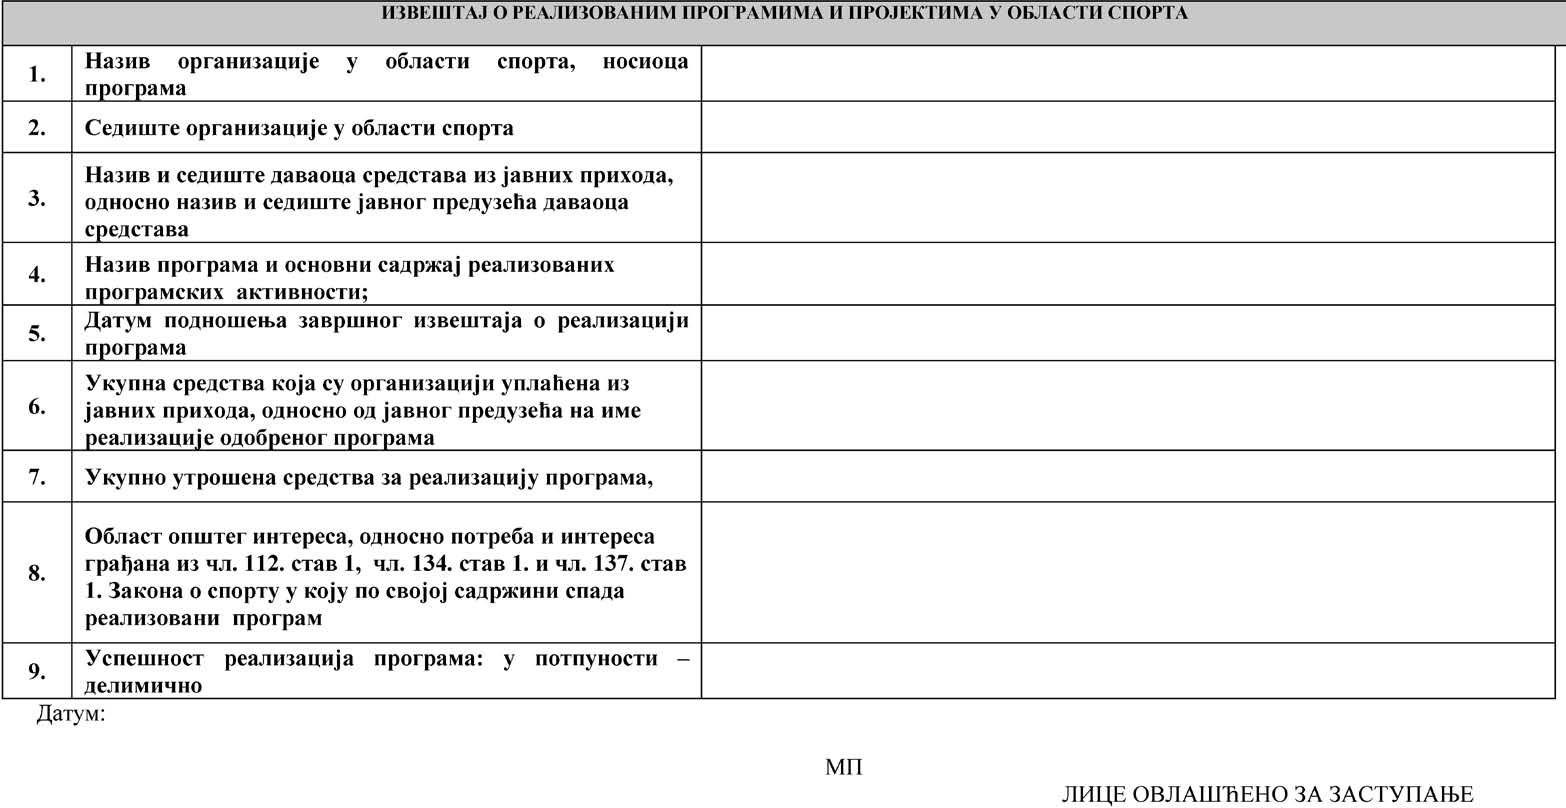 ИЗВЕШТАЈ О РЕАЛИЗОВАНИМ ПРОГРАМИМА И ПРОЈЕКТИМА У ОБЛАСТИ СПОРТА
1. Назив организације у области спорта, носиоца
програма
2. Седиште организације у области спорта
3. Назив и седиште даваоца средстава из јавних прихода,
односно назив и седиште јавног предузећа даваоца
средстава
4. Назив програма и основни садржај реализованих
програмских активности;
5. Датум подношења завршног извештаја о реализацији
програма
6. Укупна средства која су организацији уплаћена из
јавних прихода, односно од јавног предузећа на име
реализације одобреног програма
7. Укупно утрошена средства за реализацију програма,
8. Област општег интереса, односно потреба и интереса
грађана из чл. 112. став 1, чл. 134. став 1. и чл. 137. став
1. Закона о спорту у коју по својој садржини спада
реализовани програм
9. Успешност реализација програма: у потпуности –
делимично
Датум:
МП
ЛИЦЕ ОВЛАШЋЕНО ЗА ЗАСТУПАЊЕ